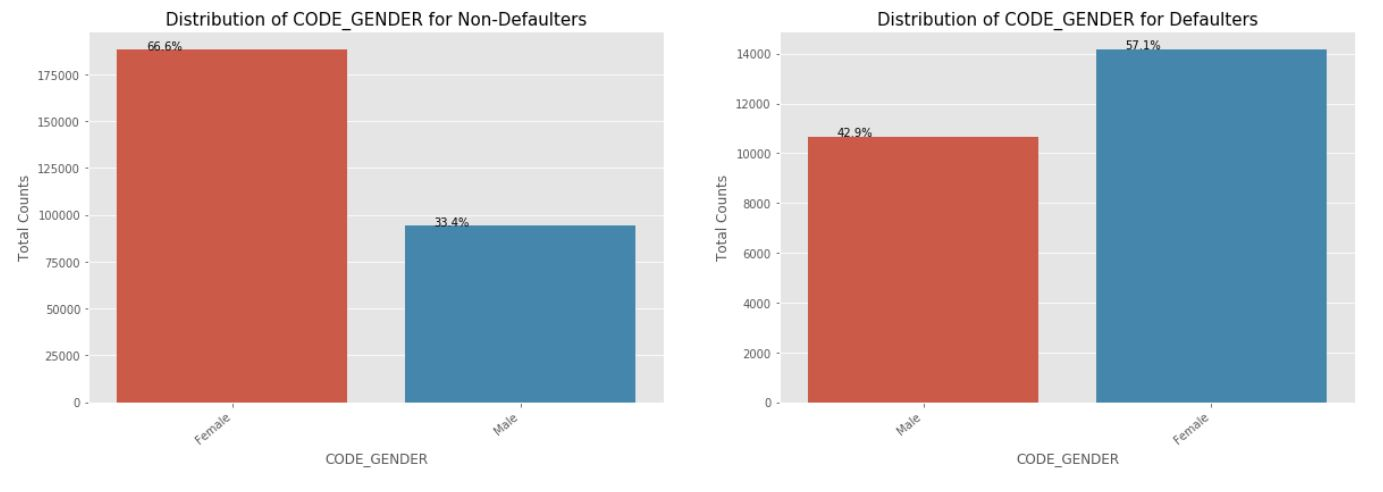 Distribution of CODE_GENDER for Non-Defaulters
66.6%
33.4%
175000
150000
125000
100000
75000
50000
25000
0
Total Counts
Female
Male
CODE_GENDER
Distribution of CODE_GENDER for Defaulters
57.1%
42.9%
14000
12000
10000
8000
6000
4000
2000
0
Total Counts
Male
Female
CODE_GENDER